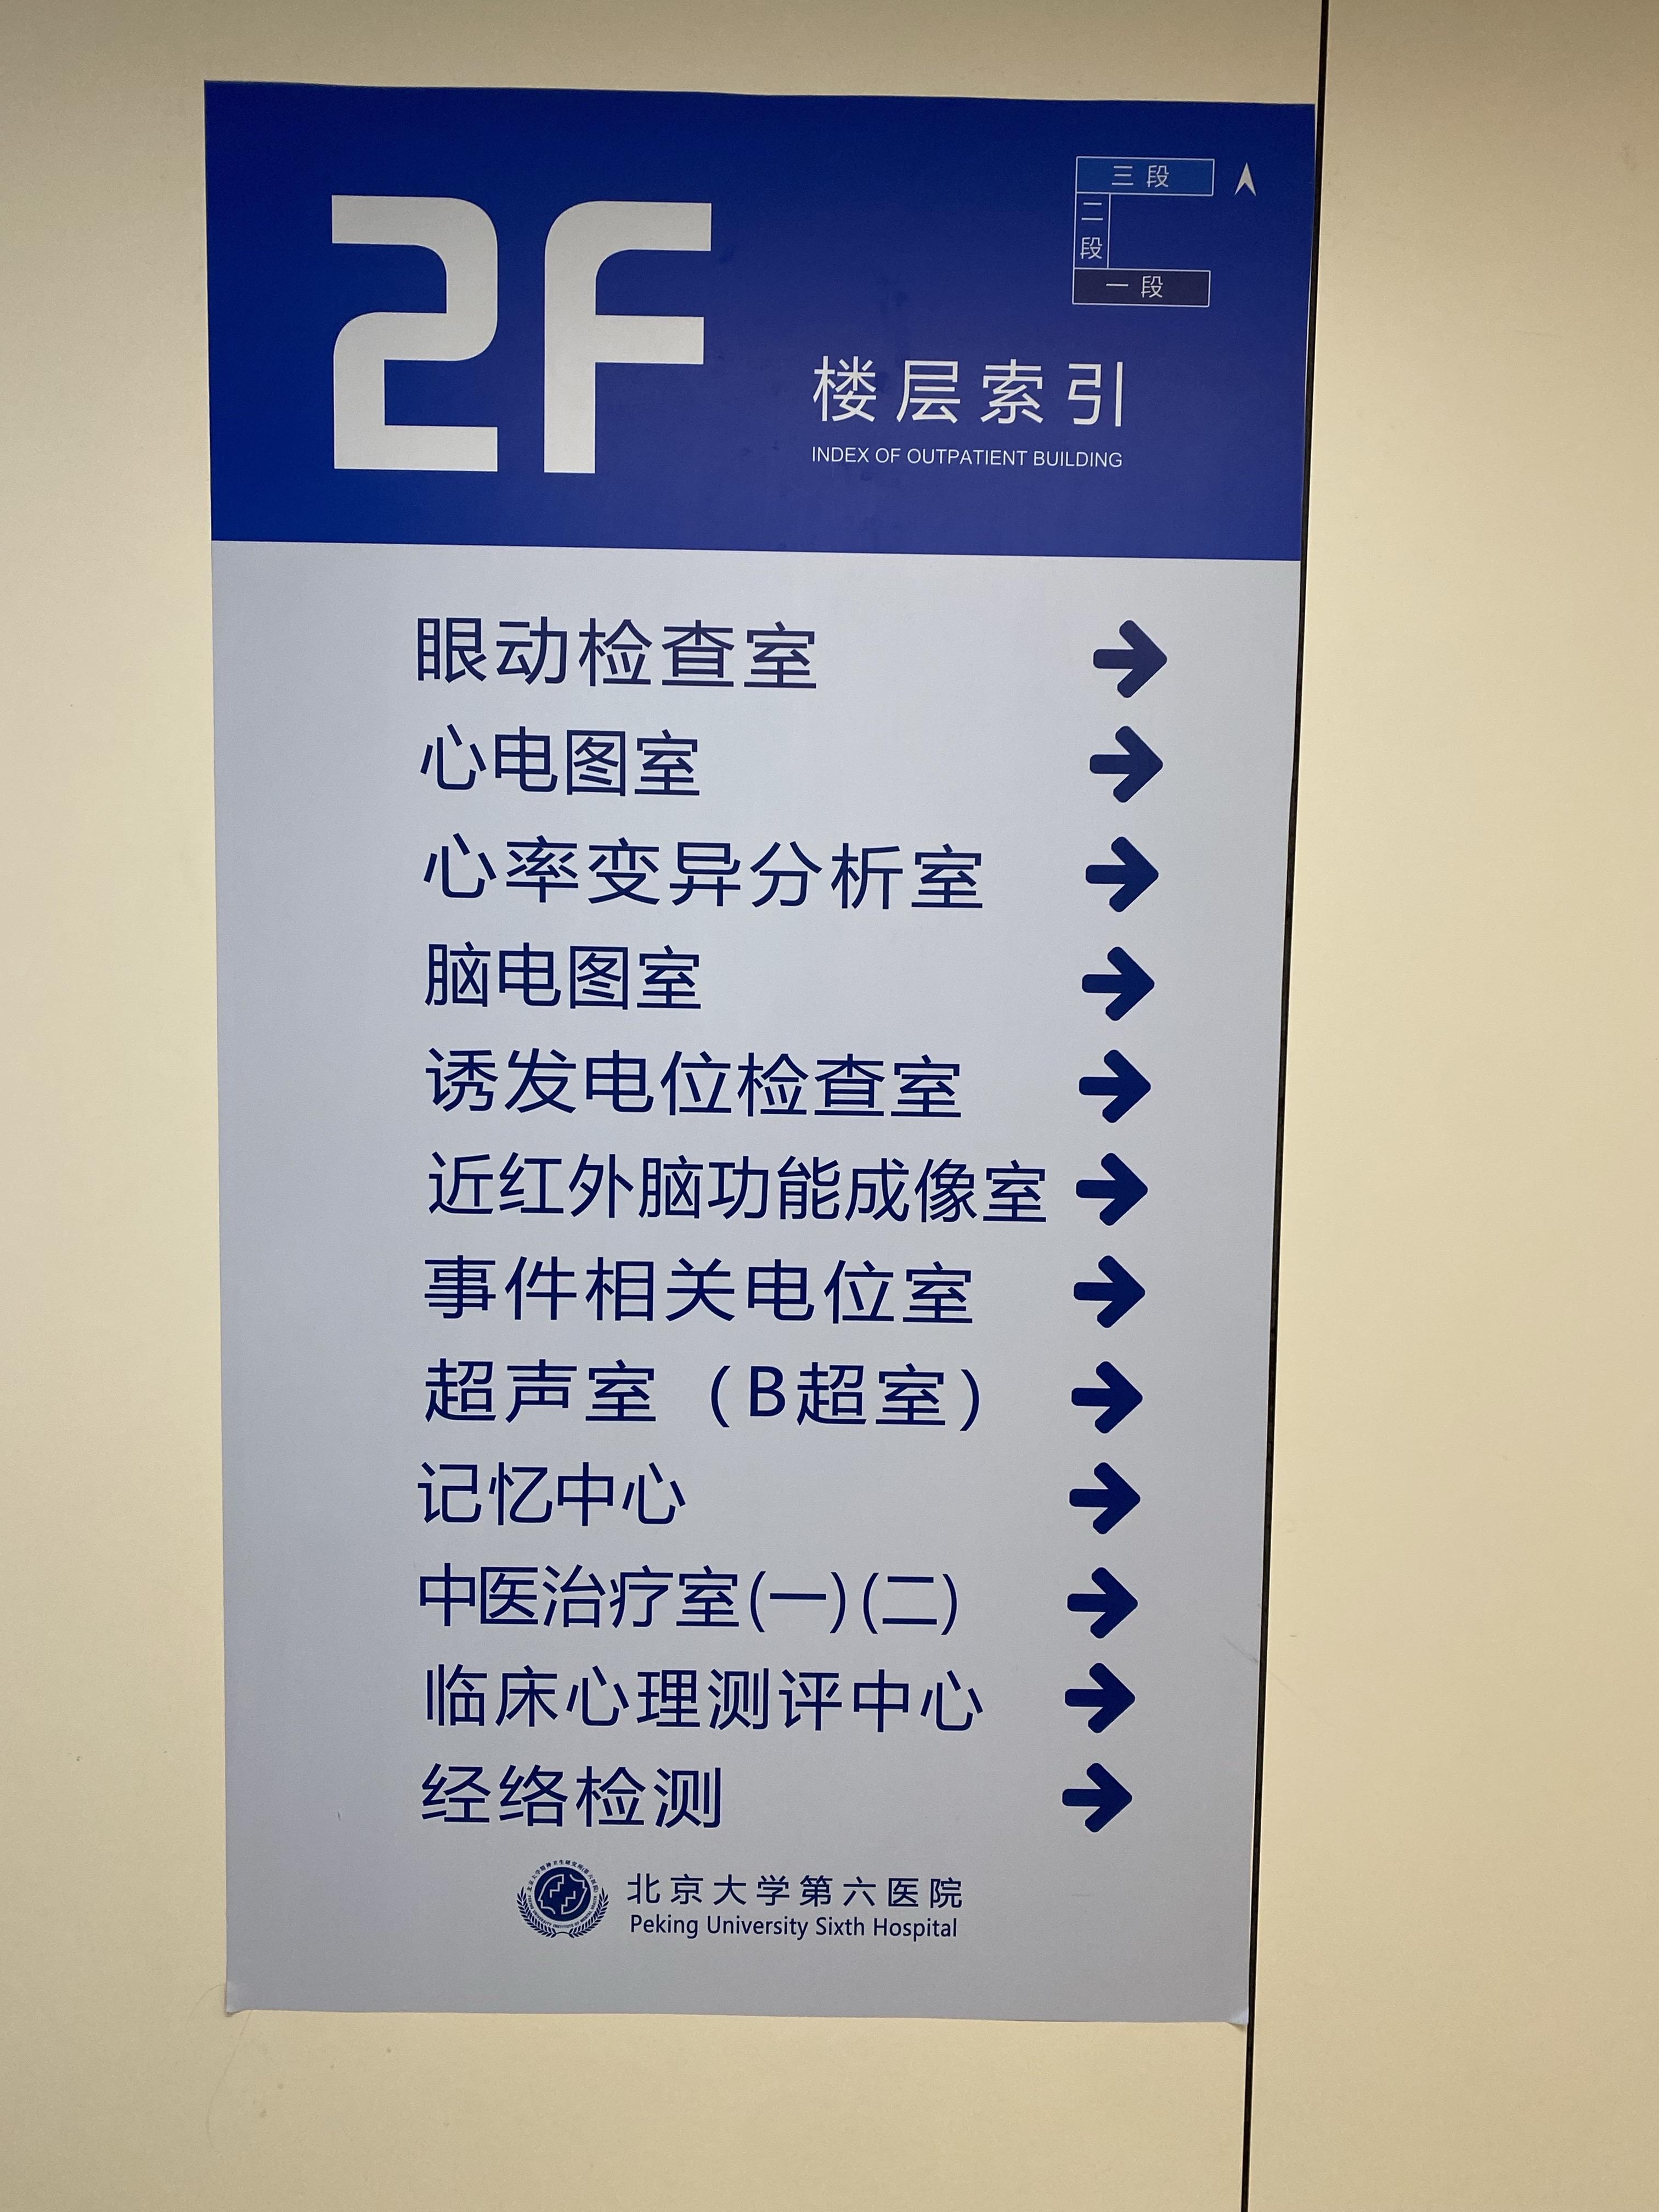 2F
三 段
二
段
一 段
楼层索引
INDEX OF OUTPATIENT BUILDING
眼动检查室
心电图室
心率变异分析室
脑电图室
诱发电位检查室
近红外脑功能成像室
事件相关电位室
超声室（B超室）
记忆中心
中医治疗室(一)(二)
临床心理测评中心
经络检测
北京大学第六医院
Peking University Sixth Hospital